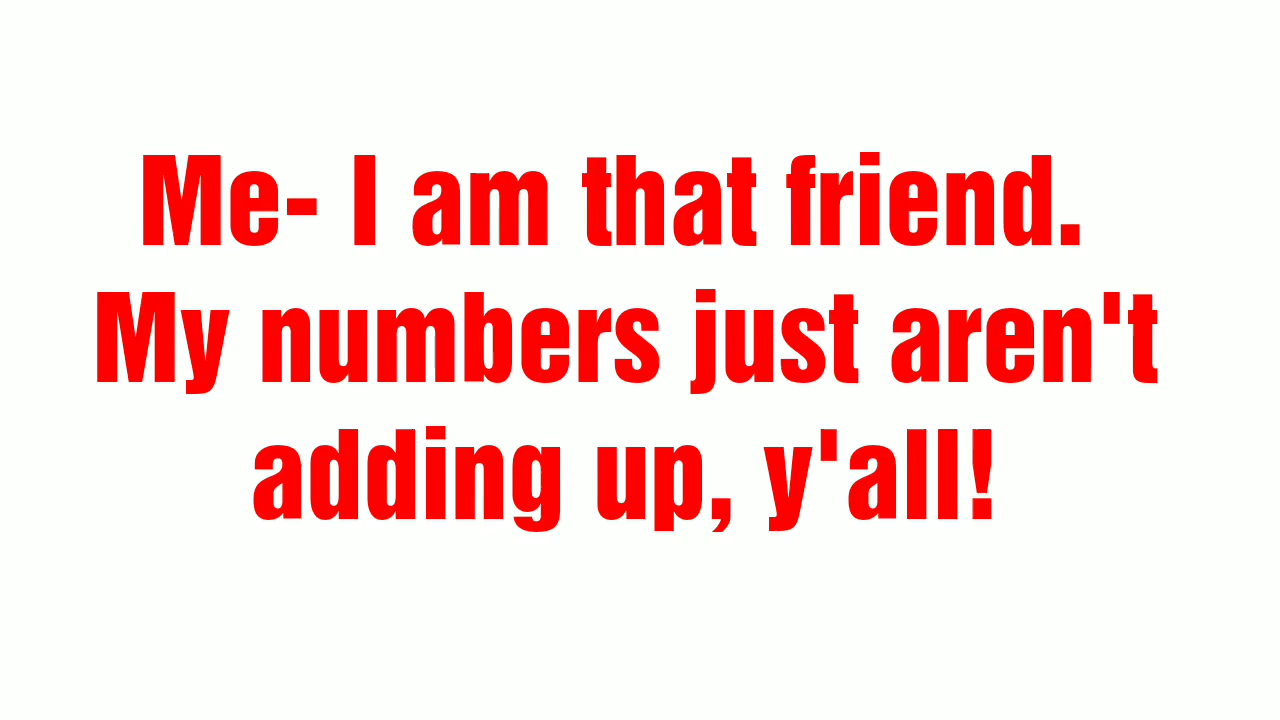 Me- I am that friend.
My numbers just aren't
adding up, y'all!